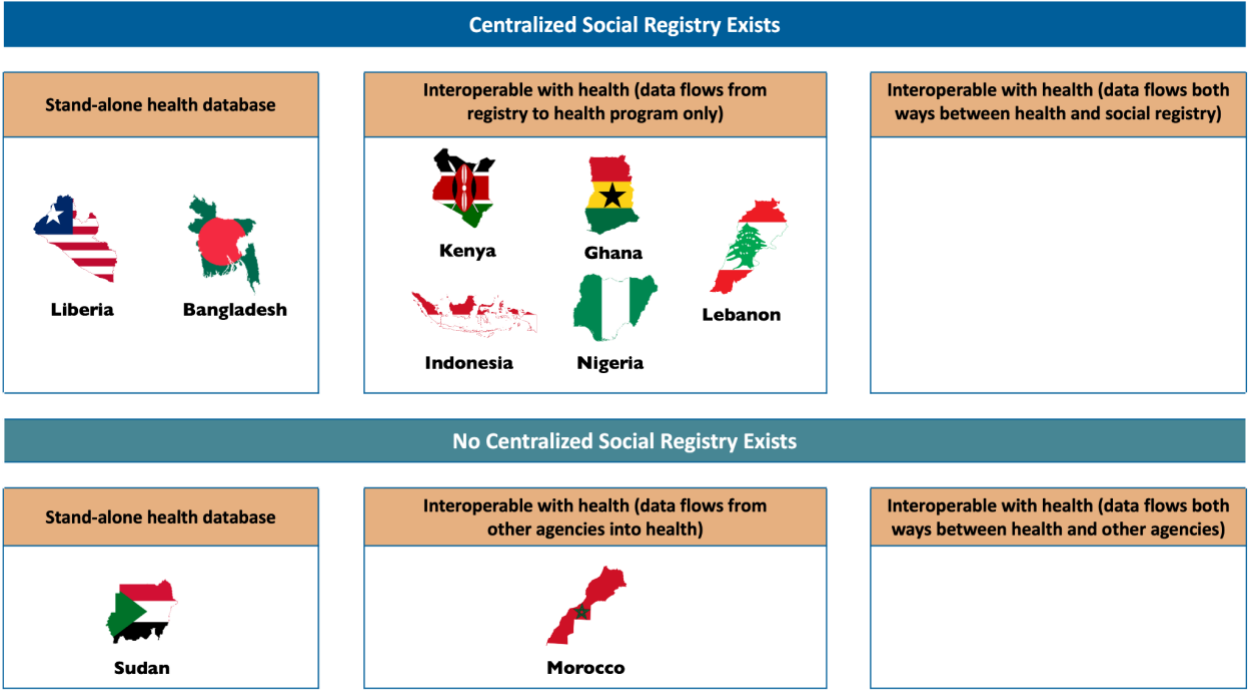 Centralized Social Registry Exists
Stand-alone health database
Interoperable with health (data flows from
registry to health program only)
Interoperable with health (data flows both
ways between health and social registry)
Liberia
Bangladesh
Kenya
Ghana
Lebanon
Indonesia
Nigeria
No Centralized Social Registry Exists
Stand-alone health database
Interoperable with health (data flows from
other agencies into health)
Interoperable with health (data flows both
ways between health and other agencies)
Sudan
Morocco